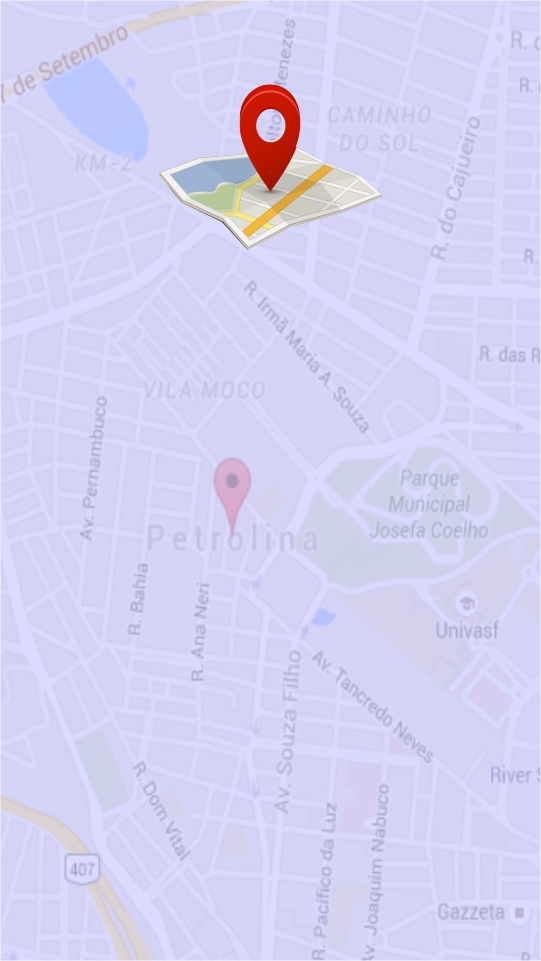 7 de Setembro
Menezes
CAMINHO
DO SOL
KM-2
R. do Cajueiro
R. Irmã Maria A. Souza
R. das R
VILA MOCO
Av. Pernambuco
Parque
Municipal
Josefa Coelho
Petrolina
R. Bahia
R. Ana Neri
Univasf
Av. Souza Filho
Av. Tancredo Neves
River S
R. Dom Vital
R. Pacífico da Luz
Av. Joaquim Nabuco
407
Gazzeta